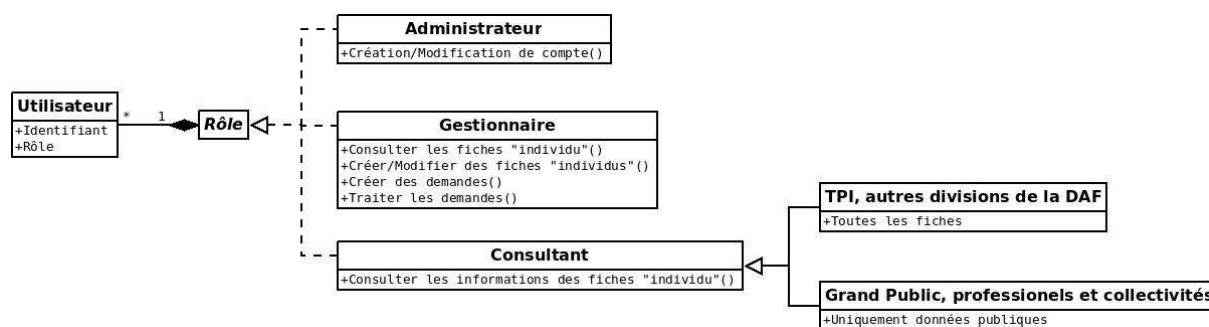 Administrateur
+Création/Modification de compte()
Utilisateur
+Identifiant
+Rôle
*
1
Rôle
Gestionnaire
+Consulter les fiches "individu"()
+Créer/Modifier des fiches "individus"()
+Créer des demandes()
+Traiter les demandes()
TPI, autres divisions de la DAF
+Toutes les fiches
Consultant
+Consulter les informations des fiches "individu"()
Grand Public, professionels et collectivités
+Uniquement données publiques